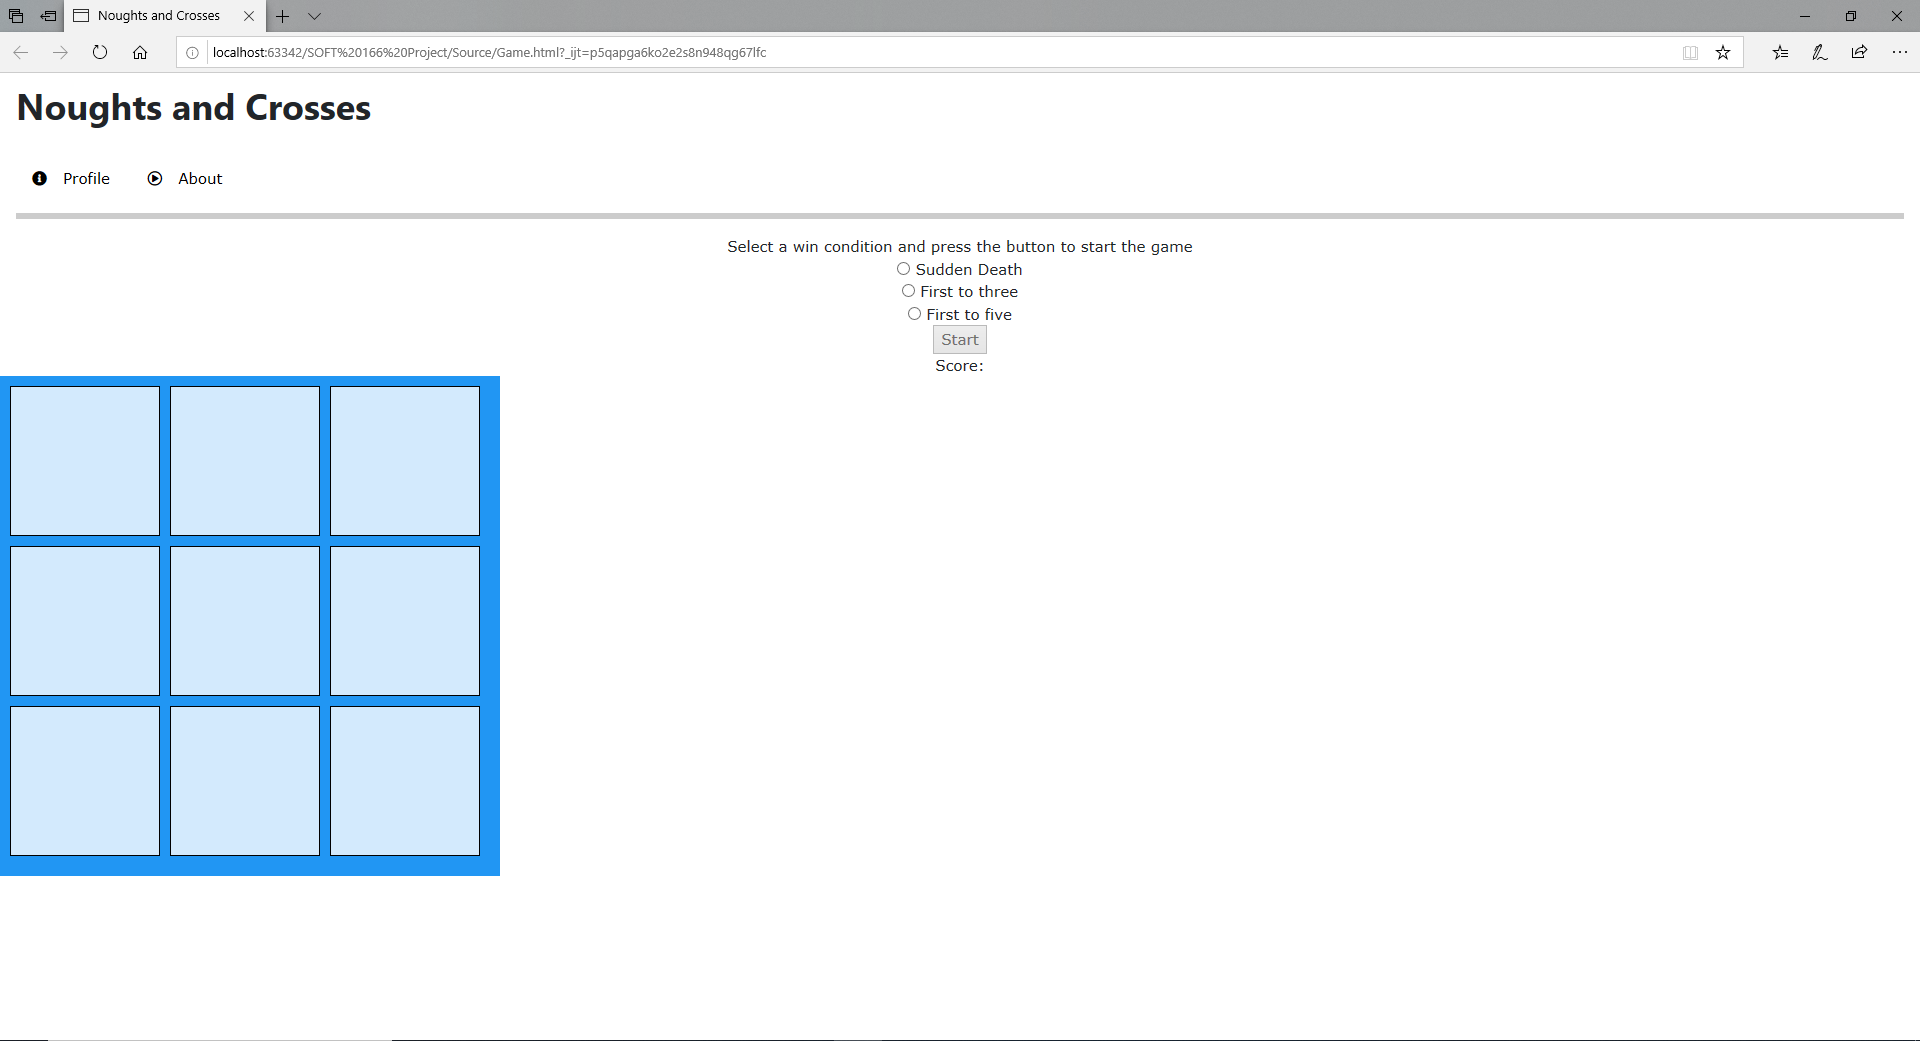 Noughts and Crosses
localhost:63342/SOFT%20166%20Project/Source/Game.html?_ijt=p5qapga6ko2e2s8n948qg67lfc
Noughts and Crosses
Profile About
Select a win condition and press the button to start the game
Sudden Death
First to three
First to five
Start
Score: